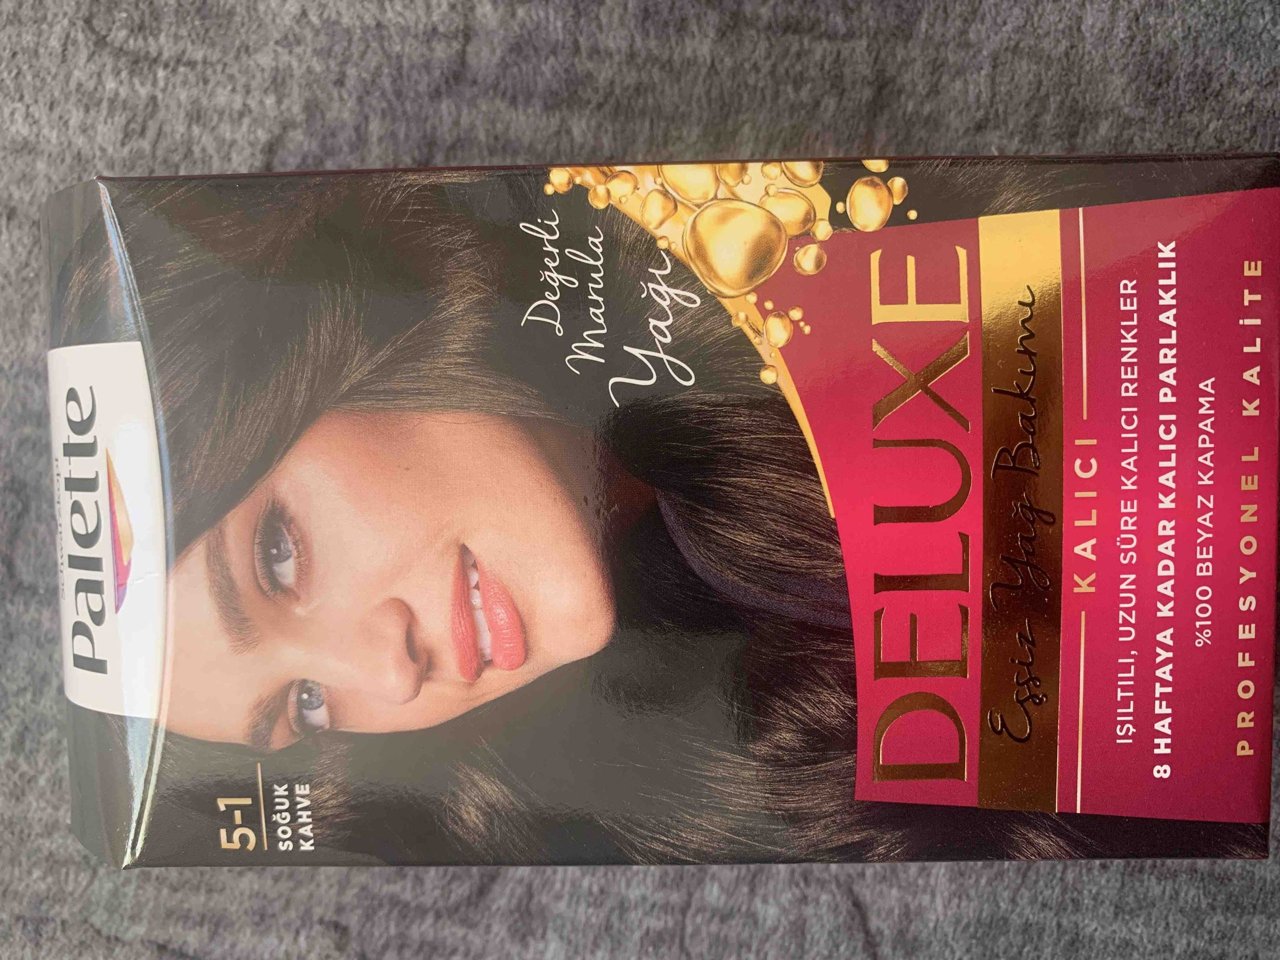 Schwarzkopf
Palette
5-1
SOĞUK
KAHVE
Değerli
Marula
Yağı
DELUXE
Eşsiz Yağ Bakımı
KALICI
IŞILTILI, UZUN SÜRE KALICI RENKLER
8 HAFTAYA KADAR KALICI PARLAKLIK
%100 BEYAZ KAPAMA
PROFESYONEL KALİTE